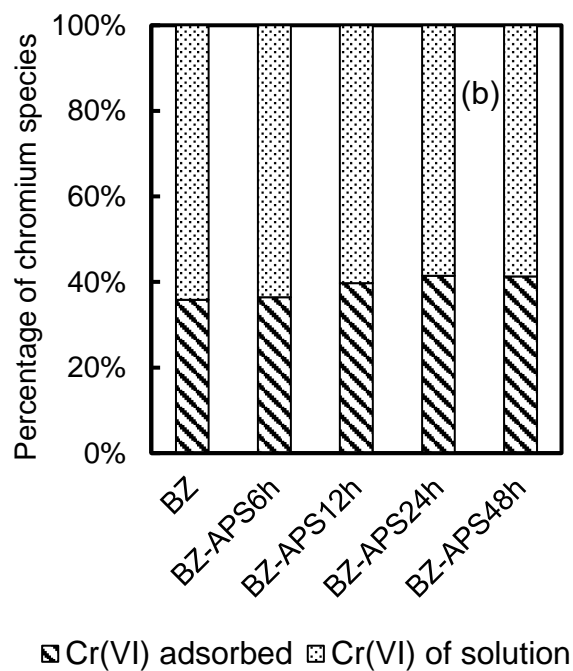 100%
(b)
80%
60%
40%
20%
0%
Percentage of chromium species
BZ
BZ-APS6h
BZ-APS12h
BZ-APS24h
BZ-APS48h
Cr(VI) adsorbed Cr(VI) of solution